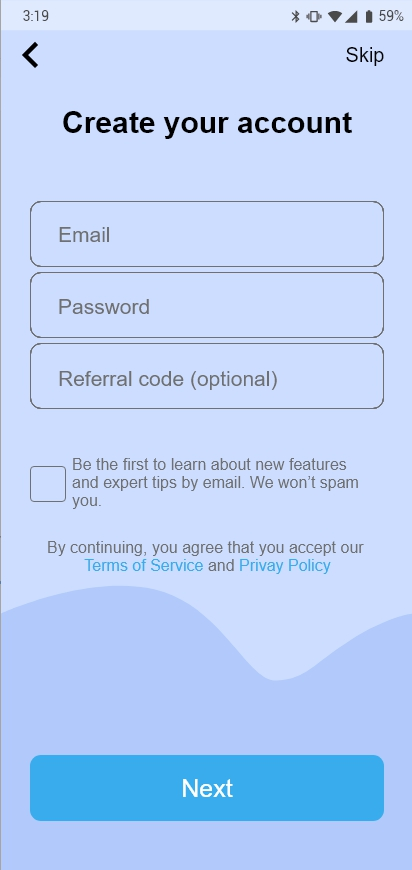 3:19
59%
Skip
Create your account
Email
Password
Referral code (optional)
Be the first to learn about new features
and expert tips by email. We won’t spam
you.
By continuing, you agree that you accept our
Terms of Service and Privay Policy
Next